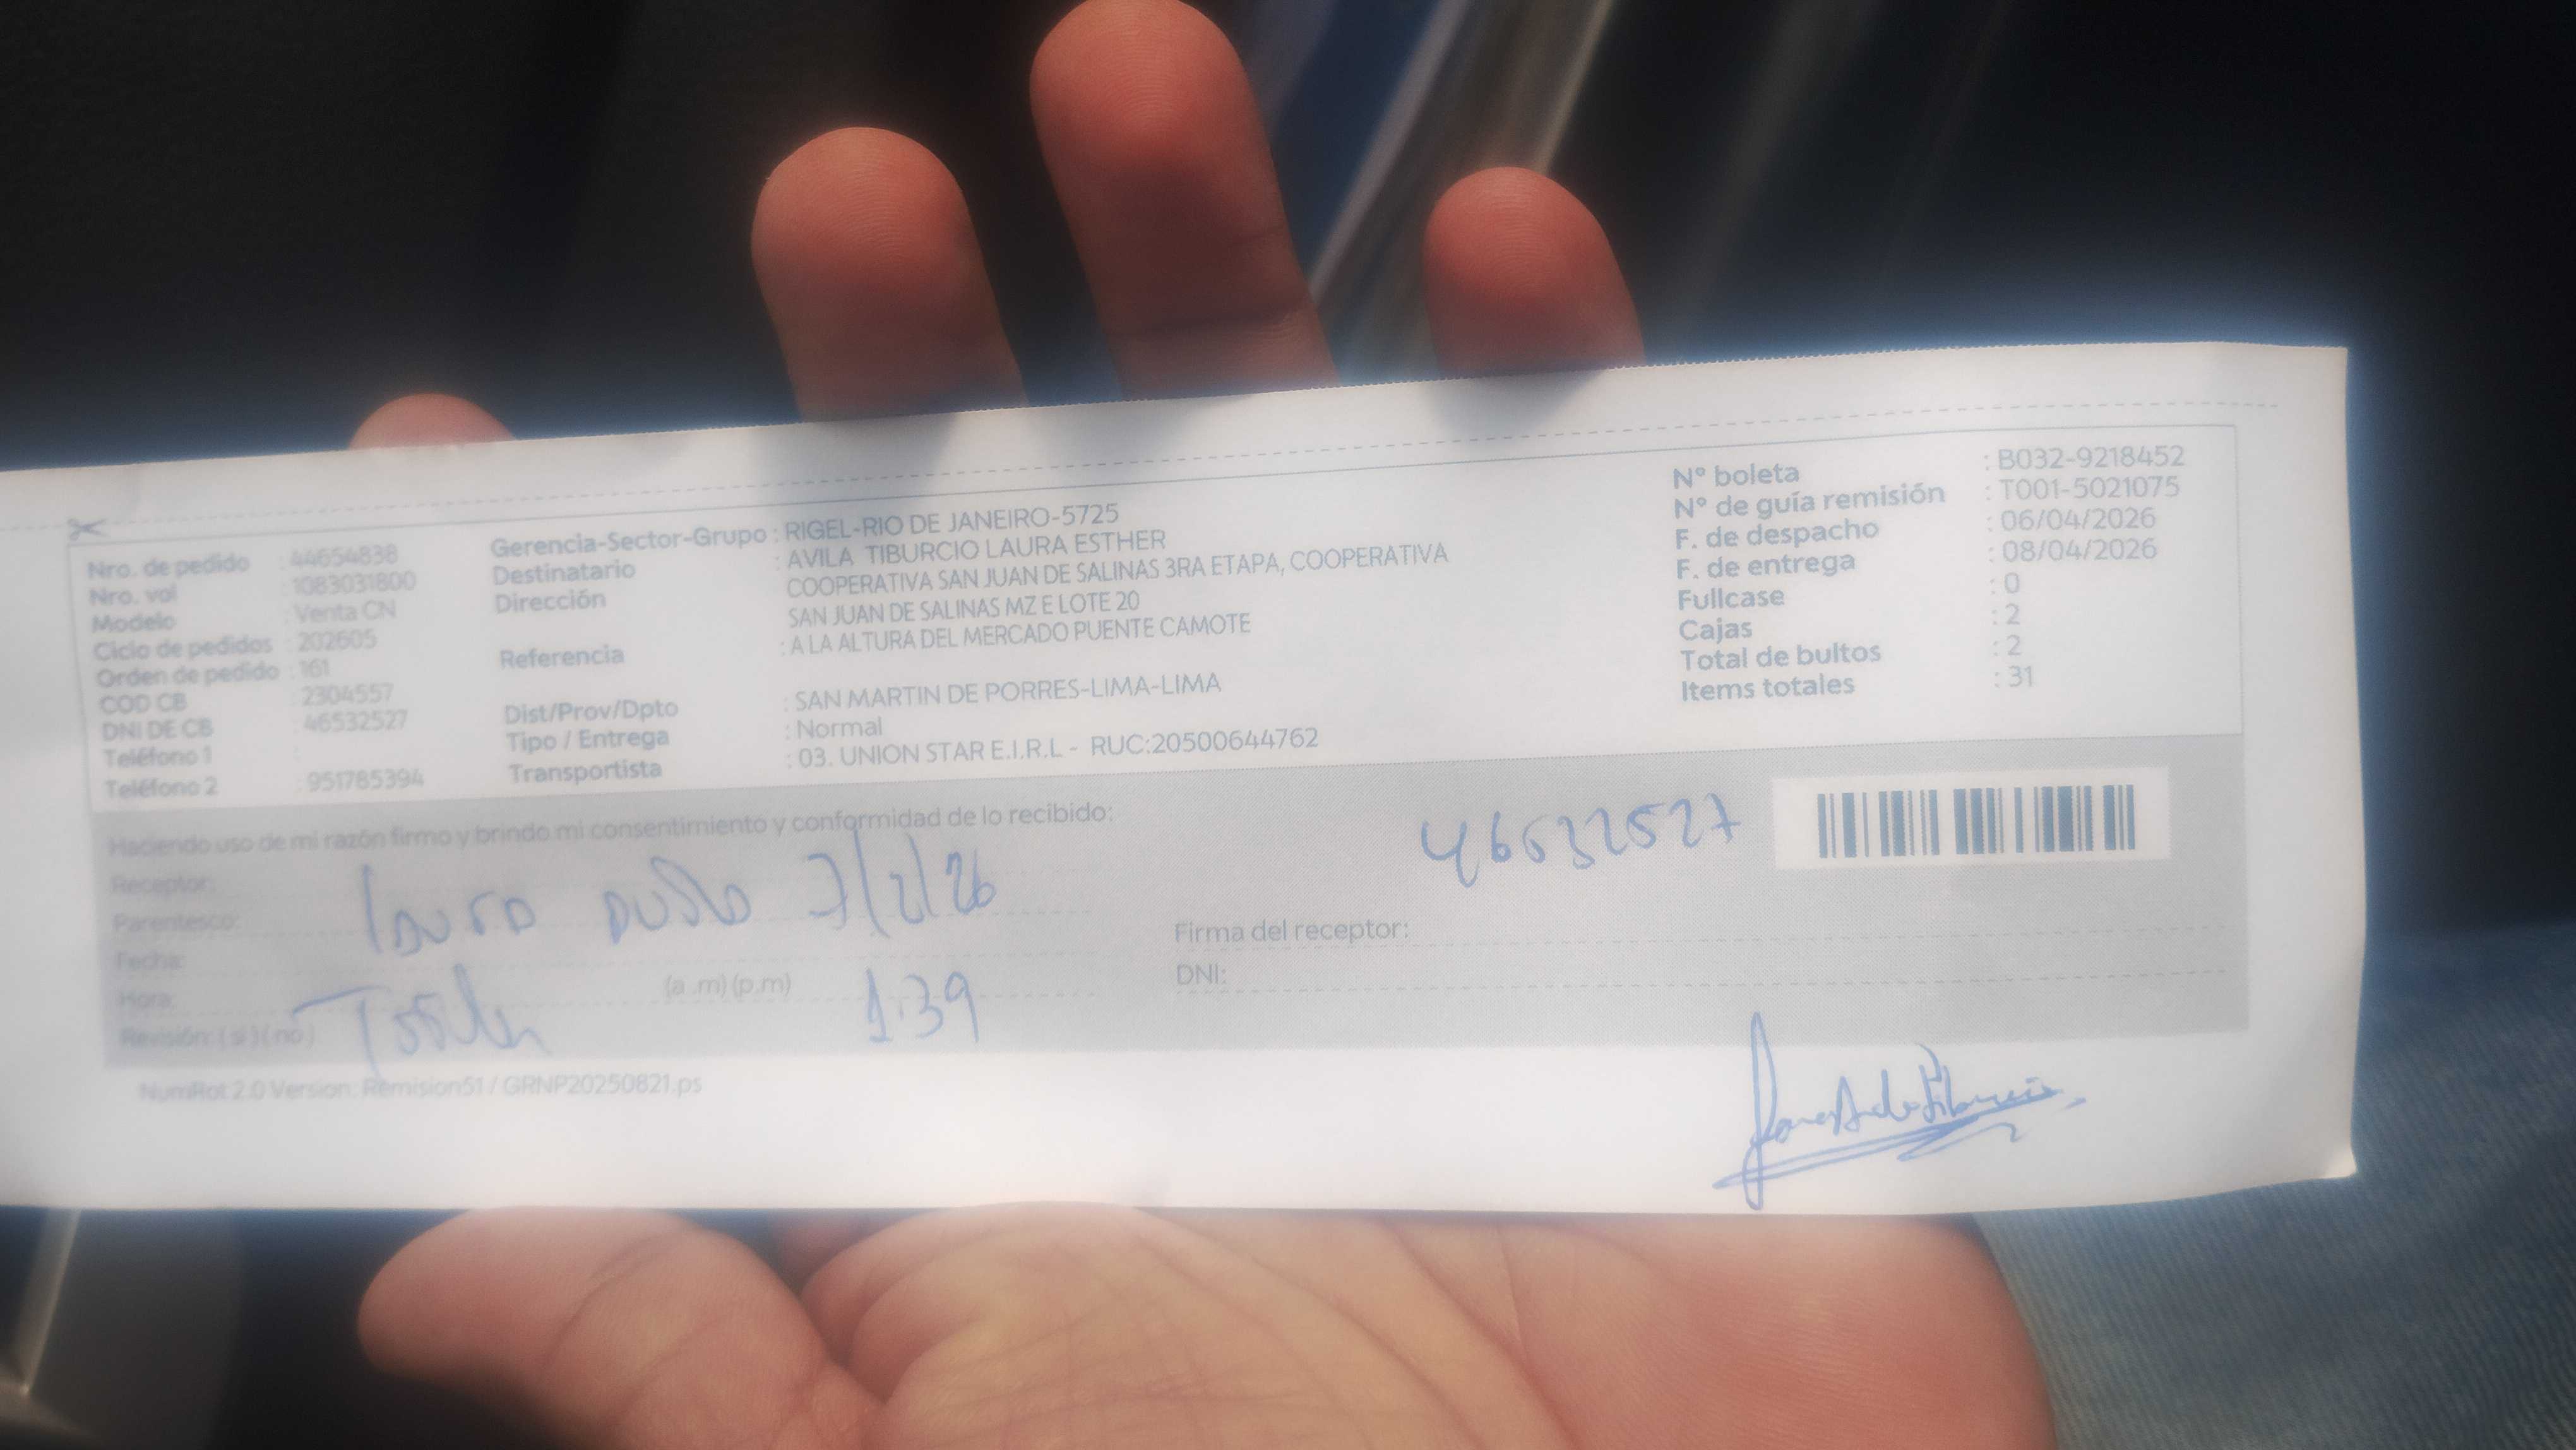 Nro. de pedido : 44654838
Nro. vol : 1083031800
Modelo : Venta CN
Ciclo de pedidos : 202605
Orden de pedido : 161
COD CB : 2304557
DNI DE CB : 46532527
Teléfono 1 :
Teléfono 2 : 951785394
Gerencia-Sector-Grupo : RIGEL-RIO DE JANEIRO-5725
Destinatario : AVILA TIBURCIO LAURA ESTHER
Dirección COOPERATIVA SAN JUAN DE SALINAS 3RA ETAPA, COOPERATIVA
SAN JUAN DE SALINAS MZ E LOTE 20
Referencia : A LA ALTURA DEL MERCADO PUENTE CAMOTE
Dist/Prov/Dpto : SAN MARTIN DE PORRES-LIMA-LIMA
Tipo / Entrega : Normal
Transportista : 03. UNION STAR E.I.R.L - RUC:20500644762
N° boleta : B032-9218452
N° de guía remisión : T001-5021075
F. de despacho : 06/04/2026
F. de entrega : 08/04/2026
Fullcase : 0
Cajas : 2
Total de bultos : 2
Items totales : 31
Haciendo uso de mi razón firmo y brindo mi consentimiento y conformidad de lo recibido:
46532527
Receptor:
Parentesco:
Fecha:
Hora: (a .m) (p.m) 1:39
Revisión: ( si ) ( no )
Firma del receptor:
DNI:
NumRot 2.0 Version: Remision51 / GRNP20250821.ps